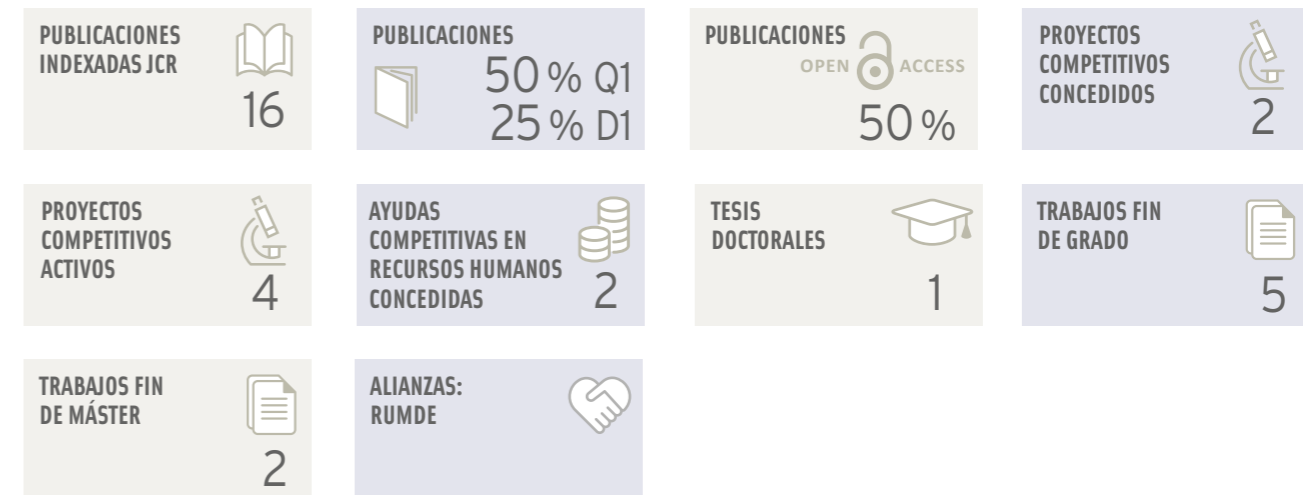 PUBLICACIONES
INDEXADAS JCR
16
PUBLICACIONES
50 % Q1
25 % D1
PUBLICACIONES
OPEN ACCESS
50 %
PROYECTOS
COMPETITIVOS
CONCEDIDOS
2
PROYECTOS
COMPETITIVOS
ACTIVOS
4
AYUDAS
COMPETITIVAS EN
RECURSOS HUMANOS
CONCEDIDAS
2
TESIS
DOCTORALES
1
TRABAJOS FIN
DE GRADO
5
TRABAJOS FIN
DE MÁSTER
2
ALIANZAS:
RUMDE